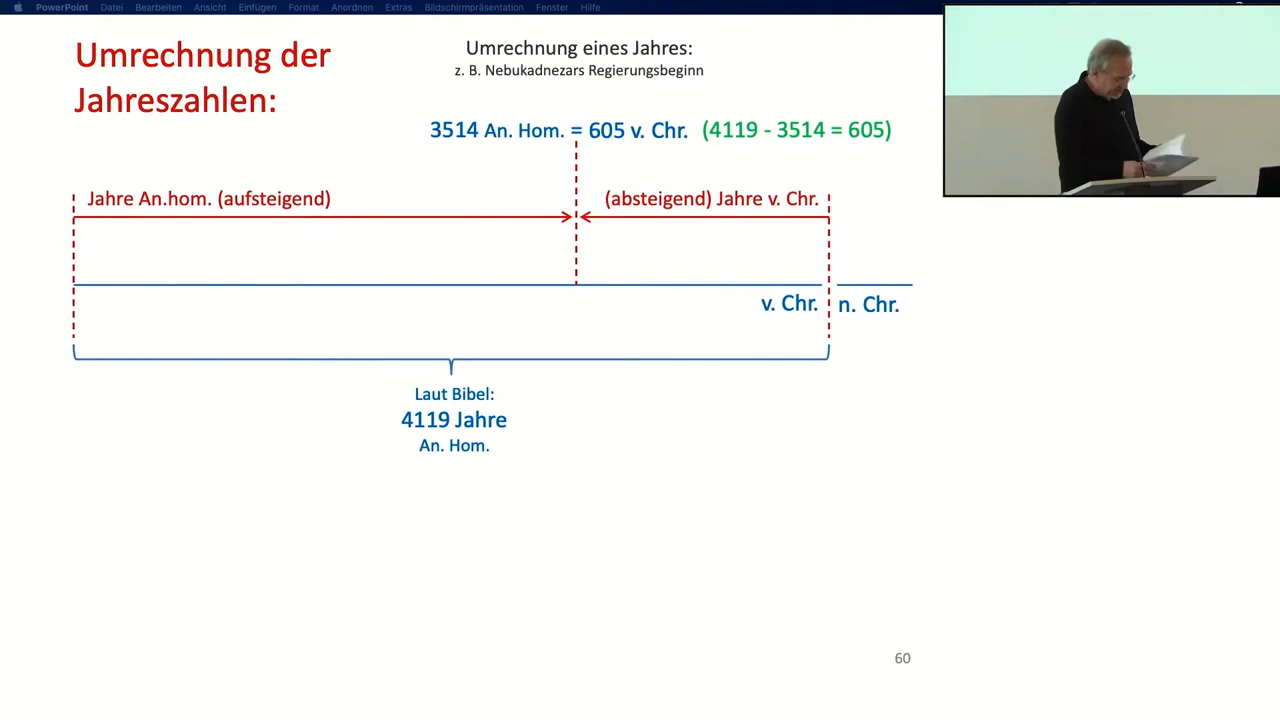 PowerPoint Datei Bearbeiten Ansicht Einfügen Format Anordnen Extras Bildschirmpräsentation Fenster Hilfe
Umrechnung der
Jahreszahlen:
Umrechnung eines Jahres:
z. B. Nebukadnezars Regierungsbeginn
3514 An. Hom. = 605 v. Chr. (4119 - 3514 = 605)
Jahre An.hom. (aufsteigend)
(absteigend) Jahre v. Chr.
v. Chr.
n. Chr.
Laut Bibel:
4119 Jahre
An. Hom.
60